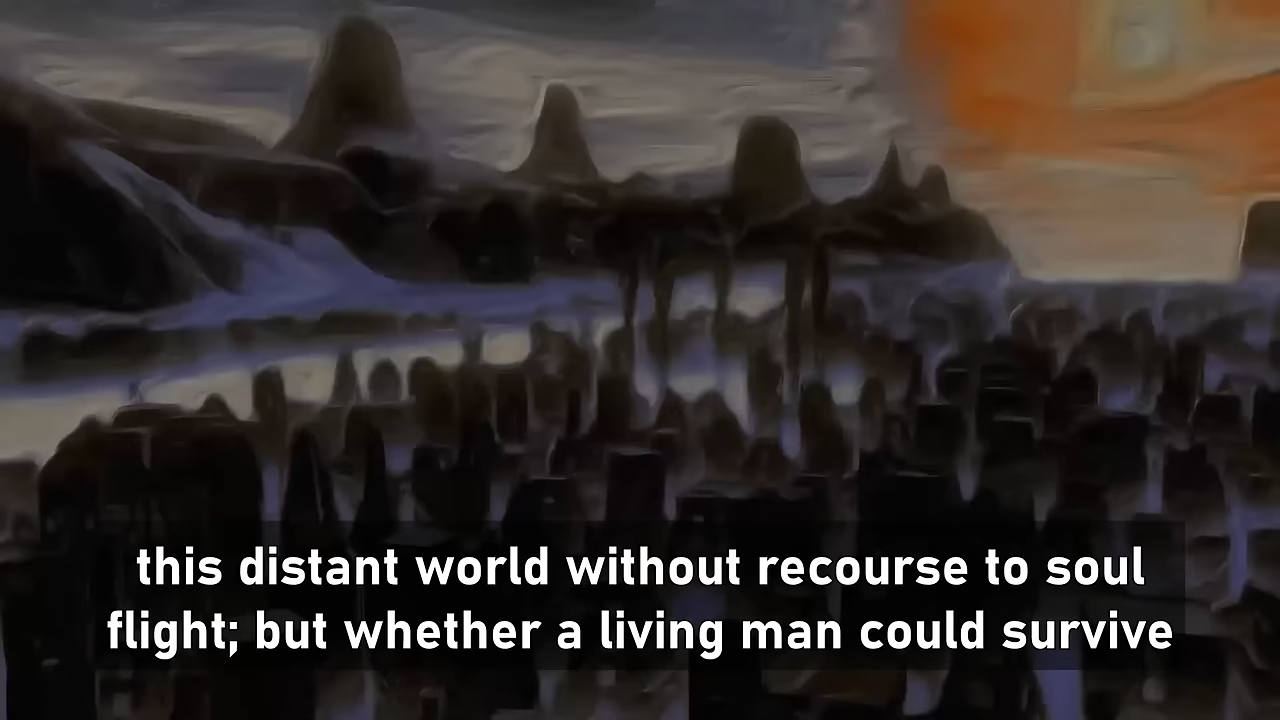 this distant world without recourse to soul
flight; but whether a living man could survive